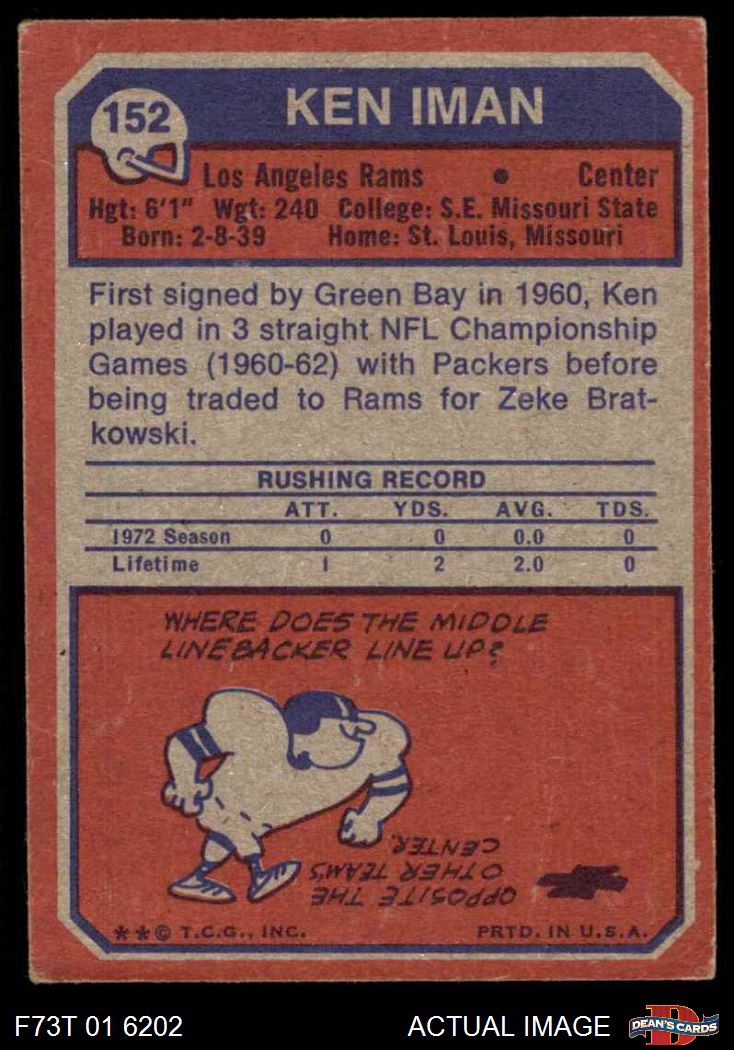 152
KEN IMAN
Los Angeles Rams • Center
Hgt: 6'1" Wgt: 240 College: S.E. Missouri State
Born: 2-8-39 Home: St. Louis, Missouri
First signed by Green Bay in 1960, Ken
played in 3 straight NFL Championship
Games (1960-62) with Packers before
being traded to Rams for Zeke Brat-
kowski.
RUSHING RECORD
ATT. YDS. AVG. TDS.
1972 Season 0 0 0.0 0
Lifetime 1 2 2.0 0
WHERE DOES THE MIDDLE
LINEBACKER LINE UP?
OPPOSITE THE
OTHER TEAM'S
CENTER.
**© T.C.G., INC. PRTD. IN U.S.A.
F73T 01 6202 ACTUAL IMAGE DEAN'S CARDS